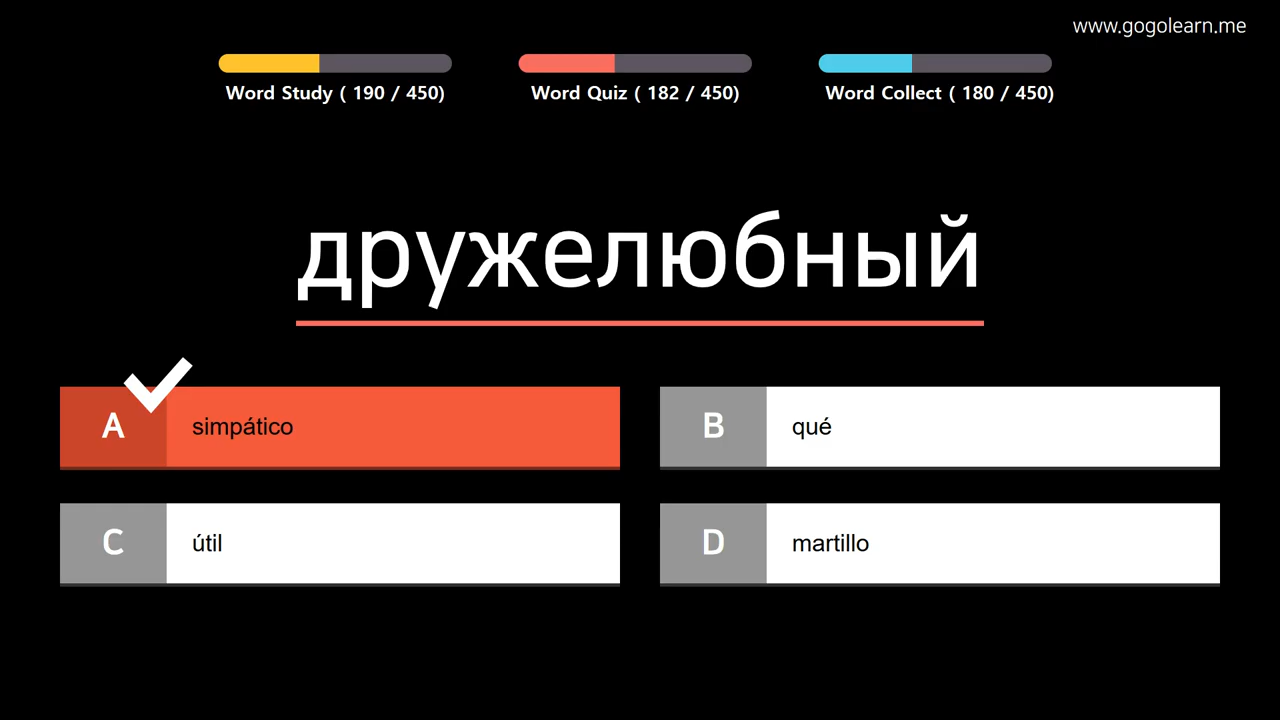 www.gogolearn.me
Word Study ( 190 / 450)
Word Quiz ( 182 / 450)
Word Collect ( 180 / 450)
дружелюбный
A simpático
B qué
C útil
D martillo